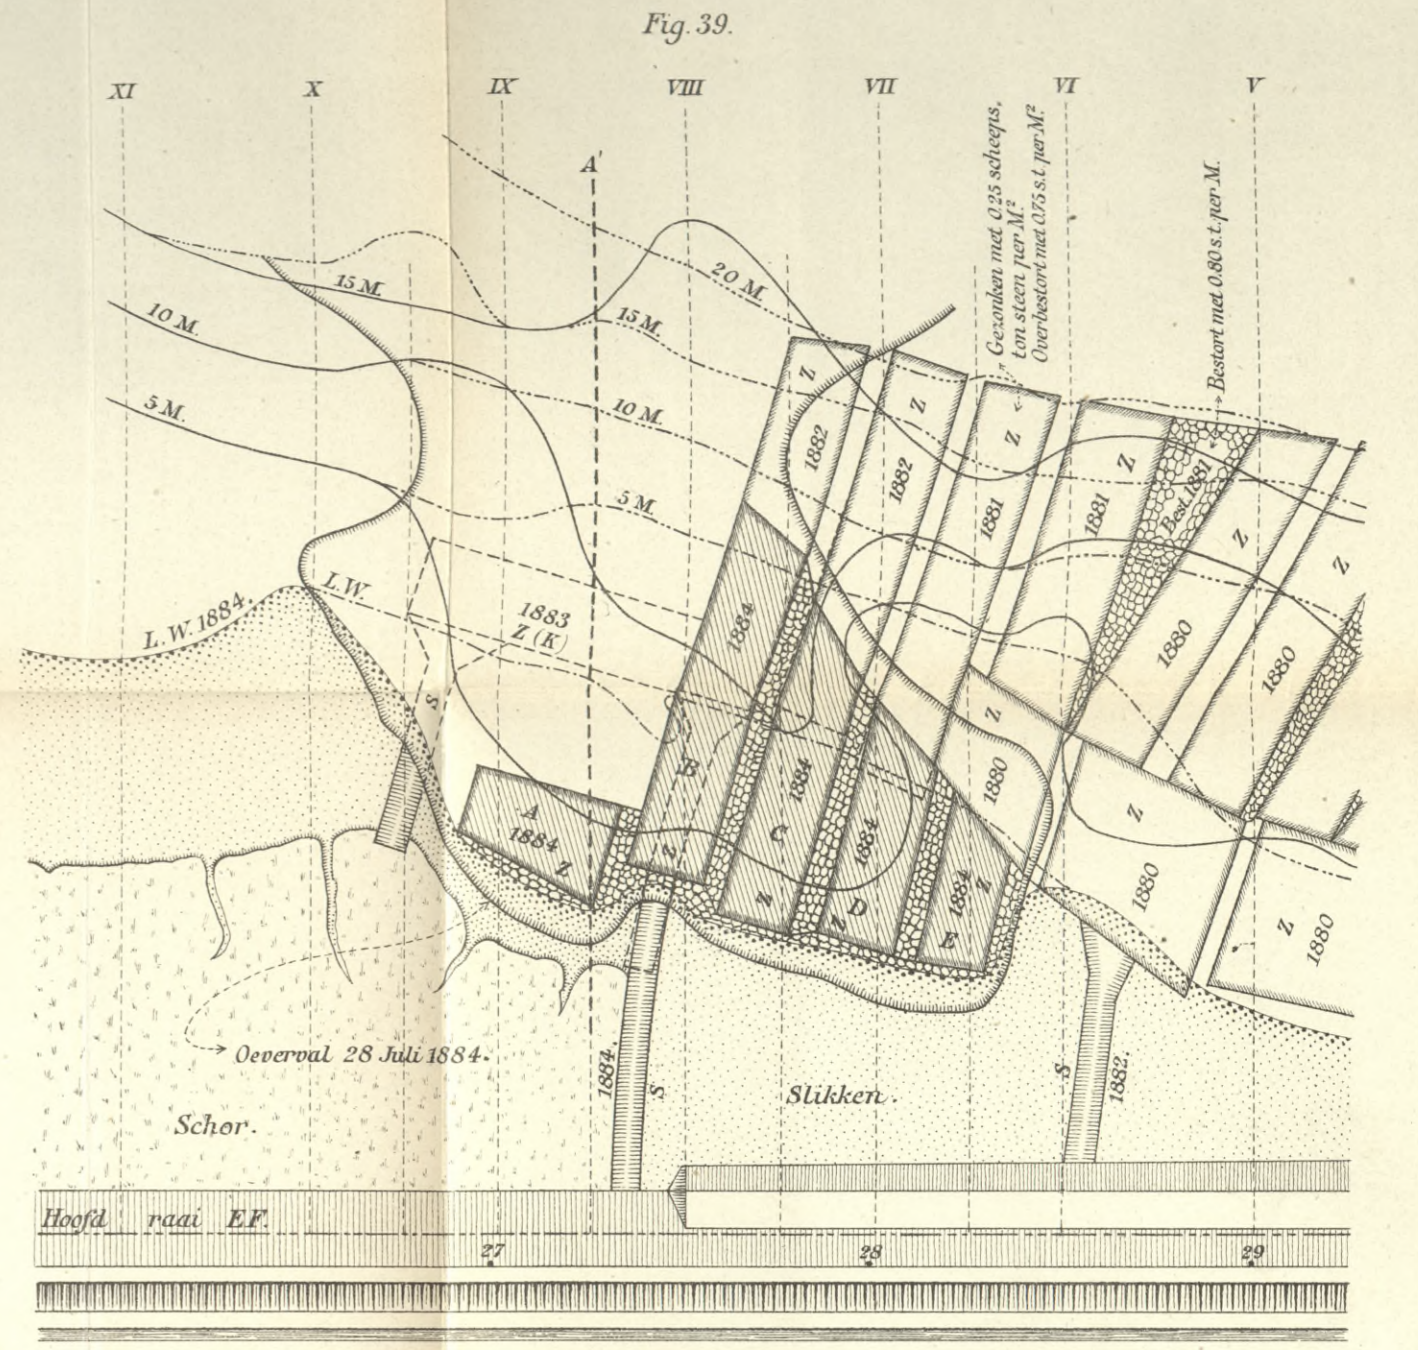 Fig. 39.
XI
X
IX
VIII
VII
VI
V
A'
Gezonken met 0.25 scheeps,
ton steen per M.²
Overbestort met 0.75 s.t. per M.²
Bestort met 0.80 s.t. per M.
15 M.
20 M.
10 M.
15 M.
5 M.
10 M.
5 M.
Z
1882
Z
1882
Z
1881
Z
1881
Best. 1881
Z
1880
Z
1880
L.W. 1884.
L.W.
1883
Z (K)
S
1884
B
Z
A
1884
Z
1884
C
Z
1884
D
Z
1884
Z
E
Z
1880
Z
1880
Z
1880
Oeverval 28 Juli 1884.
Schor.
1884.
S
Slikken.
S
1882.
Hoofd raai EF.
27
28
29